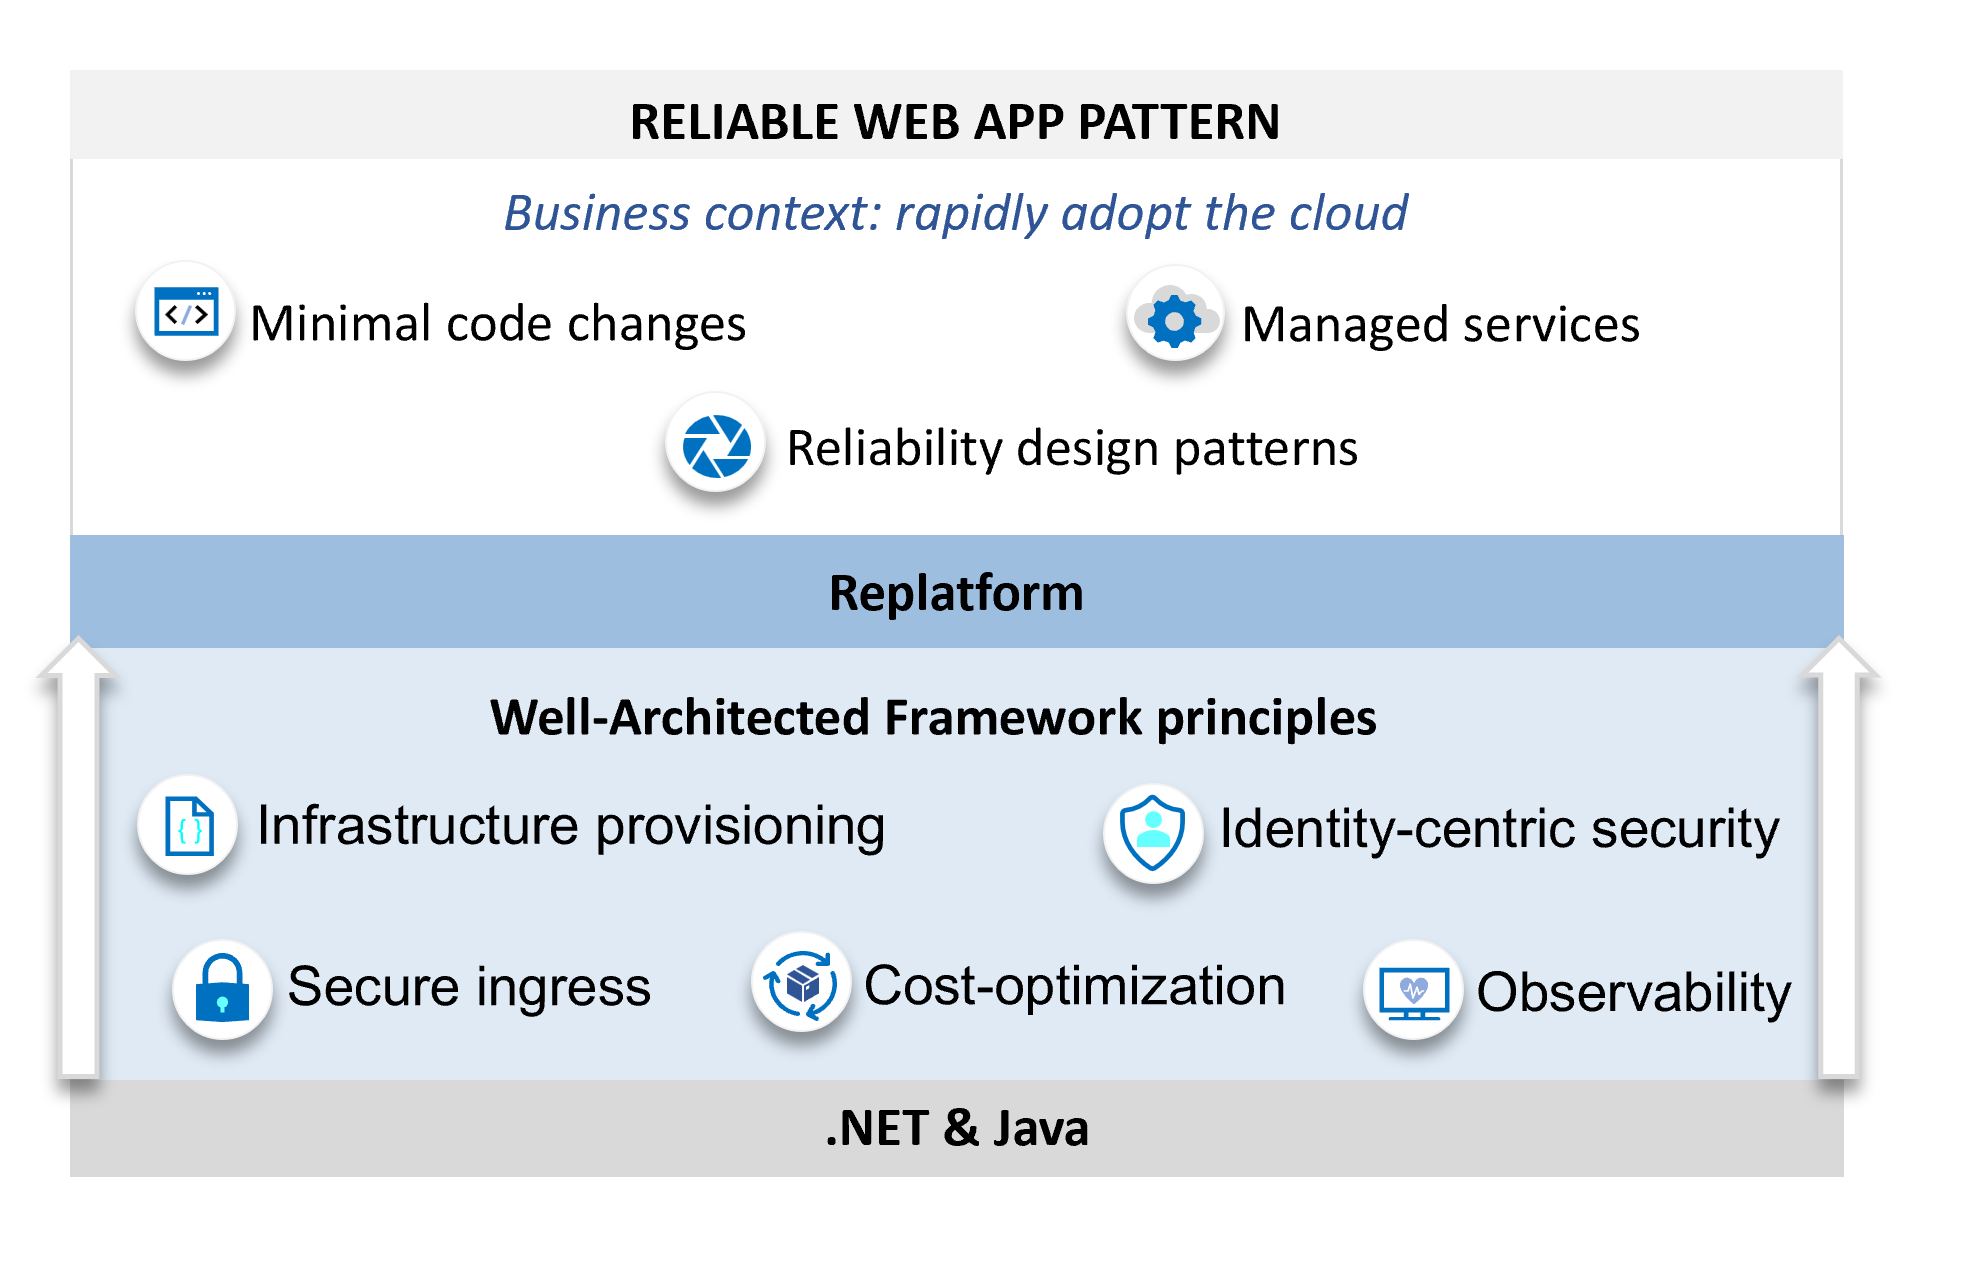 RELIABLE WEB APP PATTERN
Business context: rapidly adopt the cloud
Minimal code changes
Managed services
Reliability design patterns
Replatform
Well-Architected Framework principles
Infrastructure provisioning
Identity-centric security
Secure ingress
Cost-optimization
Observability
.NET & Java